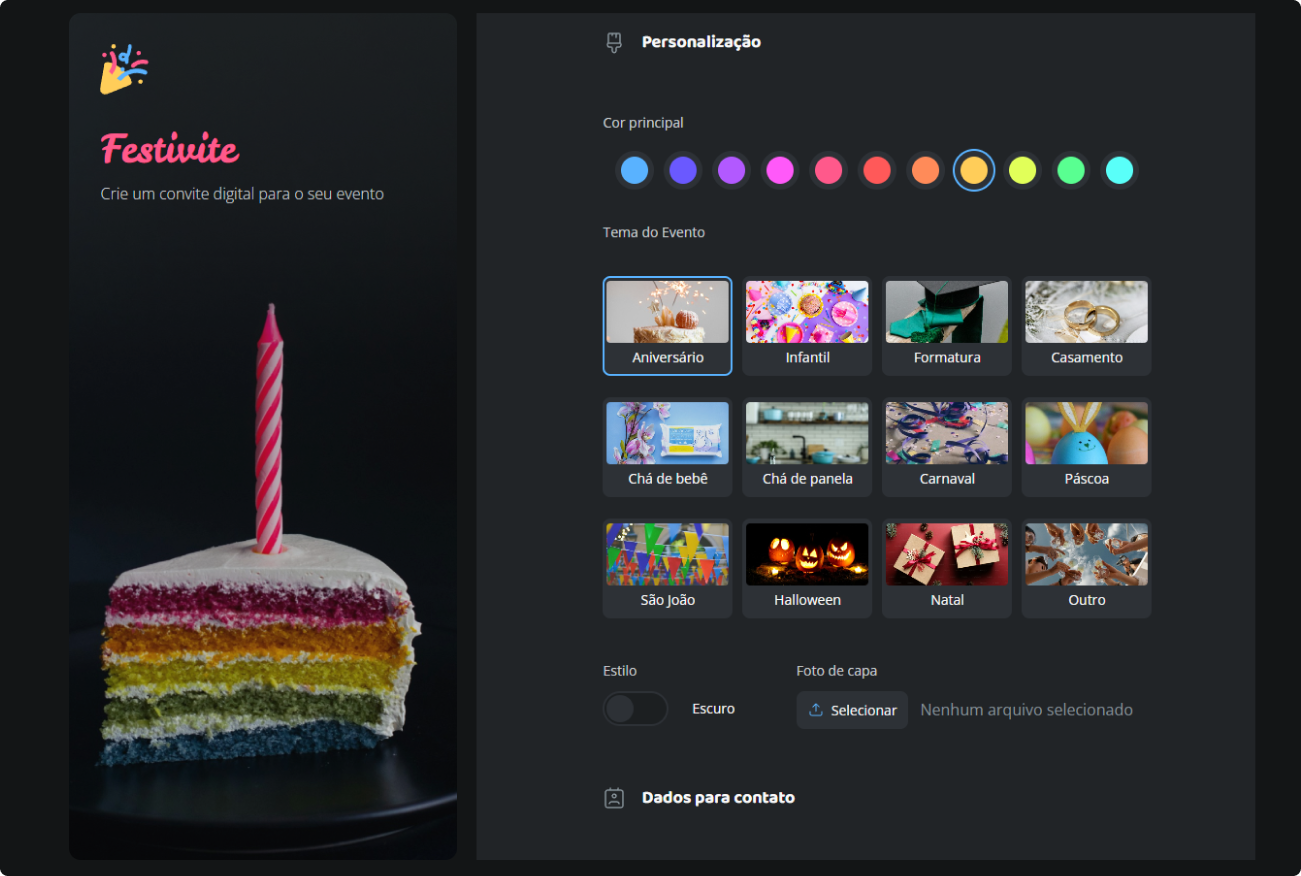 Festivite
Crie um convite digital para o seu evento
Personalização
Cor principal
Tema do Evento
Aniversário
Infantil
Formatura
Casamento
Chá de bebê
Chá de panela
Carnaval
Páscoa
São João
Halloween
Natal
Outro
Estilo
Foto de capa
Escuro
Selecionar
Nenhum arquivo selecionado
Dados para contato